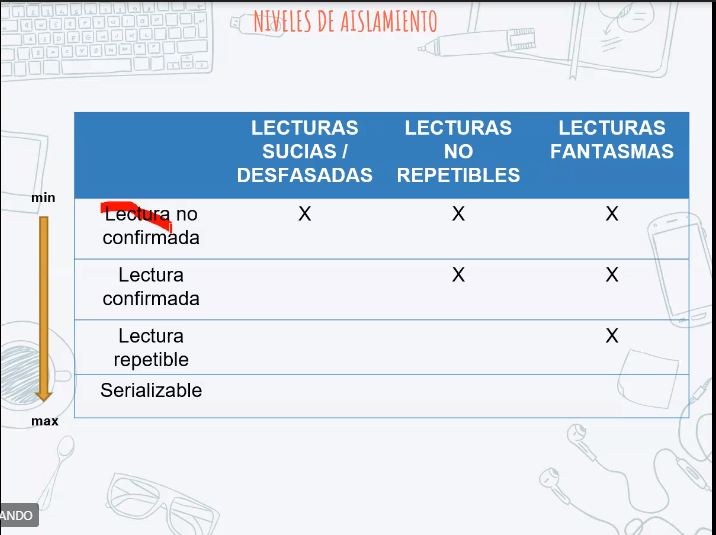 NIVELES DE AISLAMIENTO
LECTURAS SUCIAS / DESFASADAS
LECTURAS NO REPETIBLES
LECTURAS FANTASMAS
min
Lectura no confirmada X X X
Lectura confirmada X X
Lectura repetible X
Serializable
max
ANDO